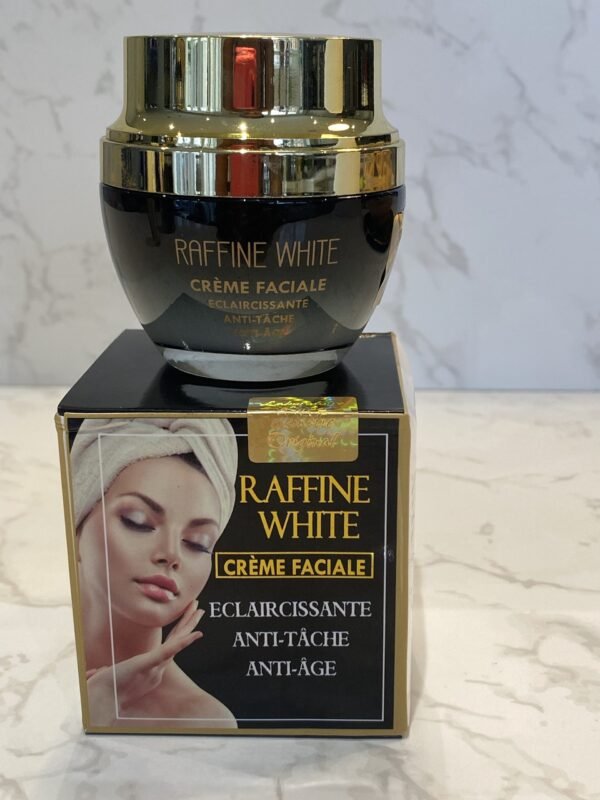 RAFFINE WHITE
CRÈME FACIALE
ECLAIRCISSANTE
ANTI-TÂCHE
RAFFINE
WHITE
CRÈME FACIALE
ECLAIRCISSANTE
ANTI-TÂCHE
ANTI-ÂGE